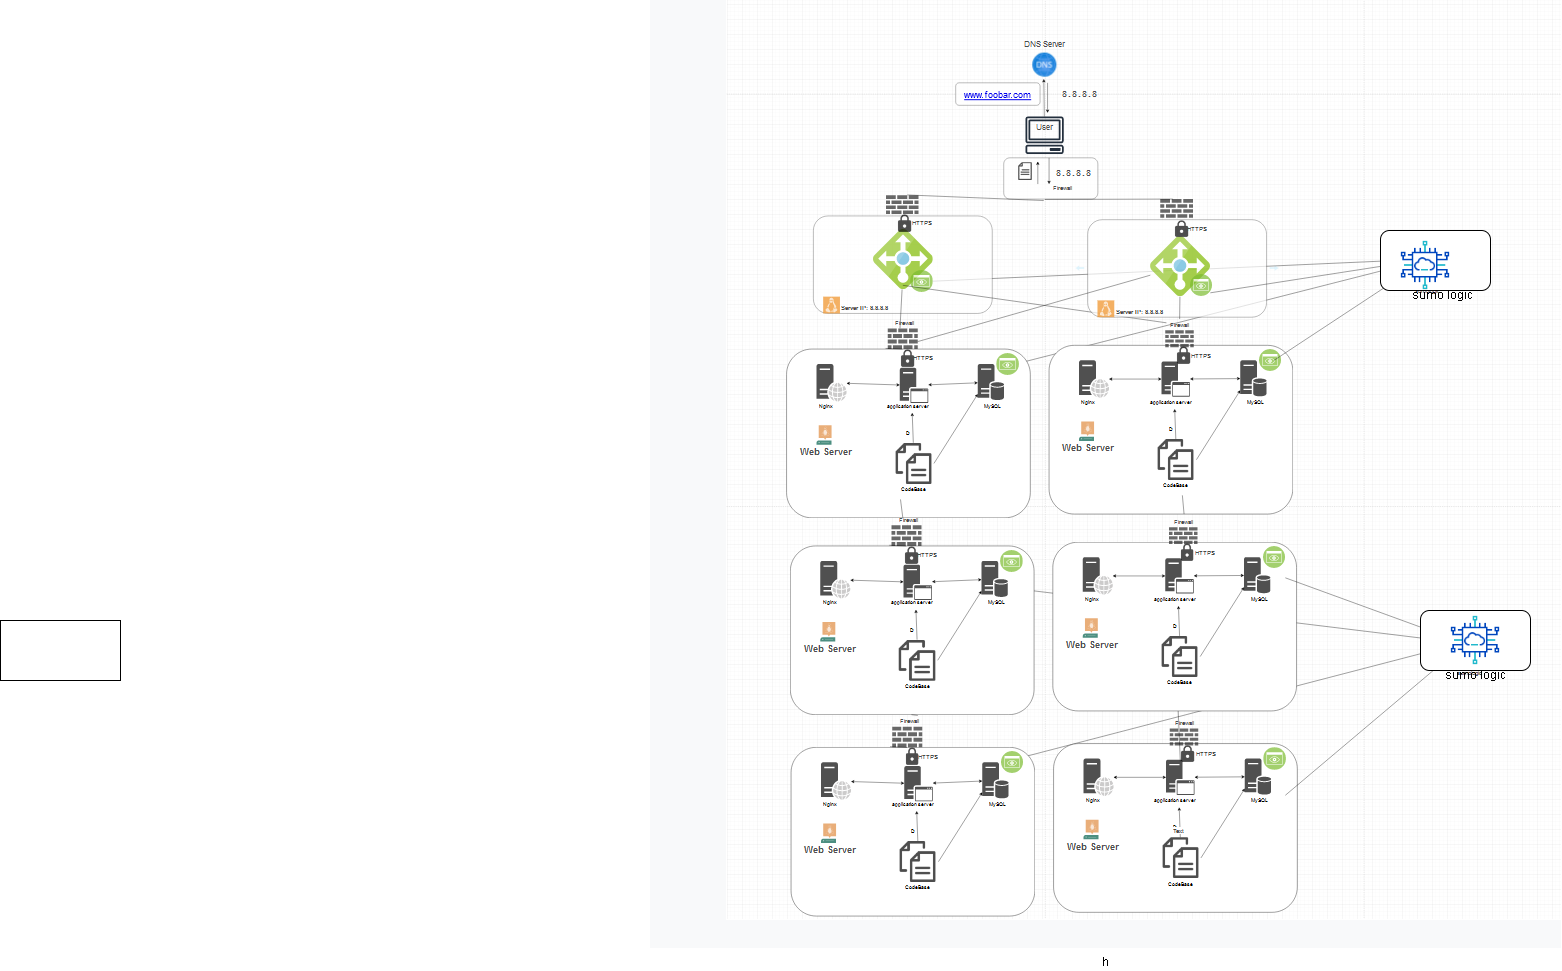 DNS Server
DNS
www.foobar.com
8.8.8.8
User
8.8.8.8
Firewall
HTTPS
HTTPS
Server IP: 8.8.8.8
Server IP: 8.8.8.8
sumo logic
Firewall
Firewall
HTTPS
HTTPS
Nginx
application server
MySQL
Nginx
application server
MySQL
D
D
Web Server
Web Server
CodeBase
CodeBase
Firewall
Firewall
HTTPS
HTTPS
Nginx
application server
MySQL
Nginx
application server
MySQL
D
D
Web Server
Web Server
CodeBase
CodeBase
sumo logic
Firewall
Firewall
HTTPS
HTTPS
Nginx
application server
MySQL
Nginx
application server
MySQL
D
Text
Web Server
Web Server
CodeBase
CodeBase
h